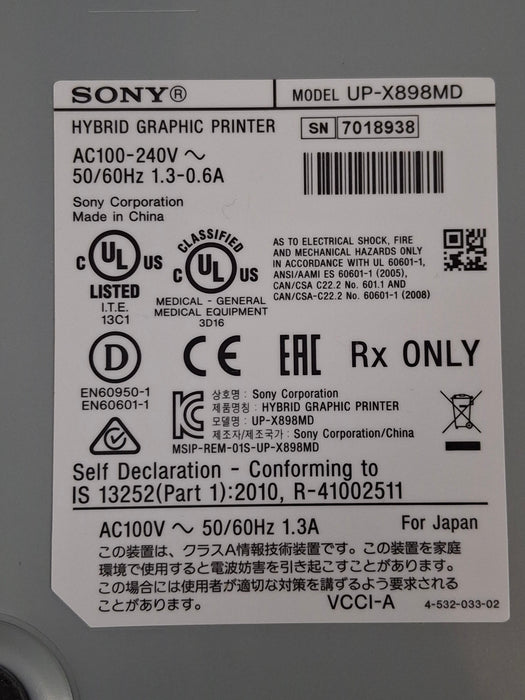 SONY® MODEL UP-X898MD
HYBRID GRAPHIC PRINTER SN 7018938
AC100-240V ～
50/60Hz 1.3-0.6A
Sony Corporation
Made in China
C UL US
LISTED
I.T.E.
13C1
CLASSIFIED
C UL US
MEDICAL - GENERAL
MEDICAL EQUIPMENT
3D16
AS TO ELECTRICAL SHOCK, FIRE
AND MECHANICAL HAZARDS ONLY
IN ACCORDANCE WITH UL 60601-1,
ANSI/AAMI ES 60601-1 (2005),
CAN/CSA C22.2 No. 601.1 AND
CAN/CSA-C22.2 No. 60601-1 (2008)
D
EN60950-1
EN60601-1
CE EAC Rx ONLY
상호명 : Sony Corporation
제품명칭 : HYBRID GRAPHIC PRINTER
모델명 : UP-X898MD
제조자/제조국가 : Sony Corporation/China
MSIP-REM-01S-UP-X898MD
Self Declaration - Conforming to
IS 13252(Part 1):2010, R-41002511
AC100V ～ 50/60Hz 1.3A For Japan
この装置は、クラスA情報技術装置です。この装置を家庭
環境で使用すると電波妨害を引き起こすことがあります。
この場合には使用者が適切な対策を講ずるよう要求される
ことがあります。 VCCI-A 4-532-033-02